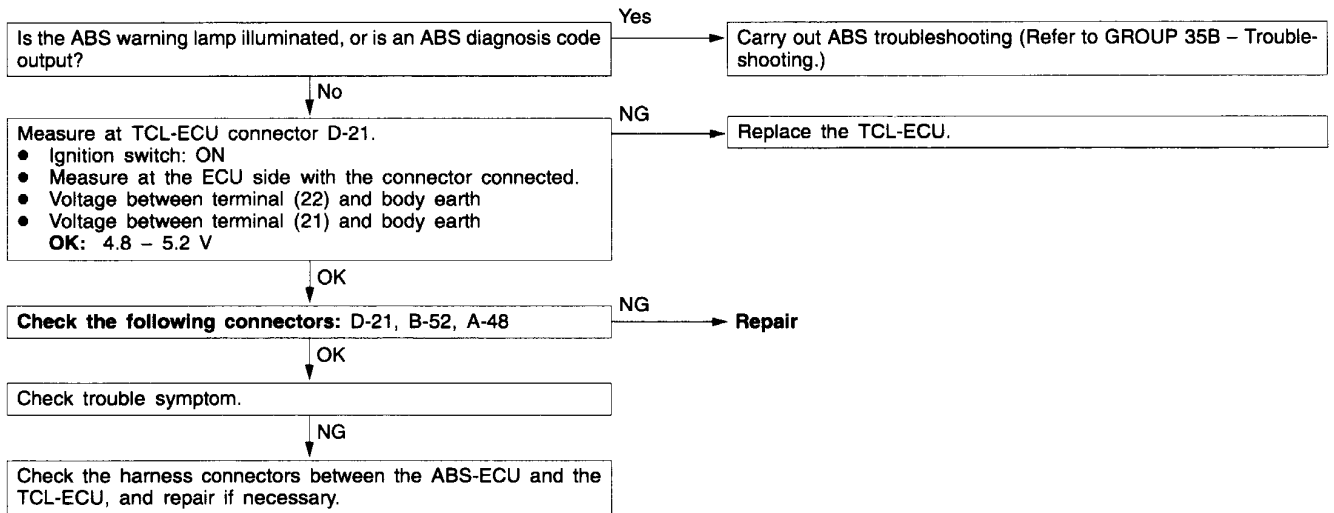 Yes
Is the ABS warning lamp illuminated, or is an ABS diagnosis code
output?
Carry out ABS troubleshooting (Refer to GROUP 35B – Trouble-
shooting.)
No
Measure at TCL-ECU connector D-21.
● Ignition switch: ON
● Measure at the ECU side with the connector connected.
● Voltage between terminal (22) and body earth
● Voltage between terminal (21) and body earth
OK: 4.8 – 5.2 V
NG
Replace the TCL-ECU.
OK
Check the following connectors: D-21, B-52, A-48
NG
Repair
OK
Check trouble symptom.
NG
Check the harness connectors between the ABS-ECU and the
TCL-ECU, and repair if necessary.